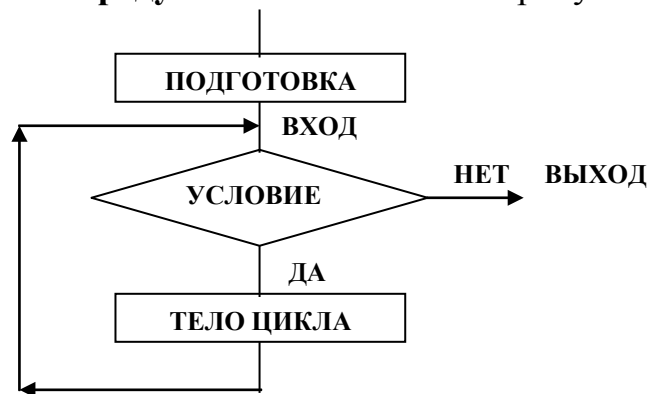 ПОДГОТОВКА
ВХОД
УСЛОВИЕ
НЕТ ВЫХОД
ДА
ТЕЛО ЦИКЛА